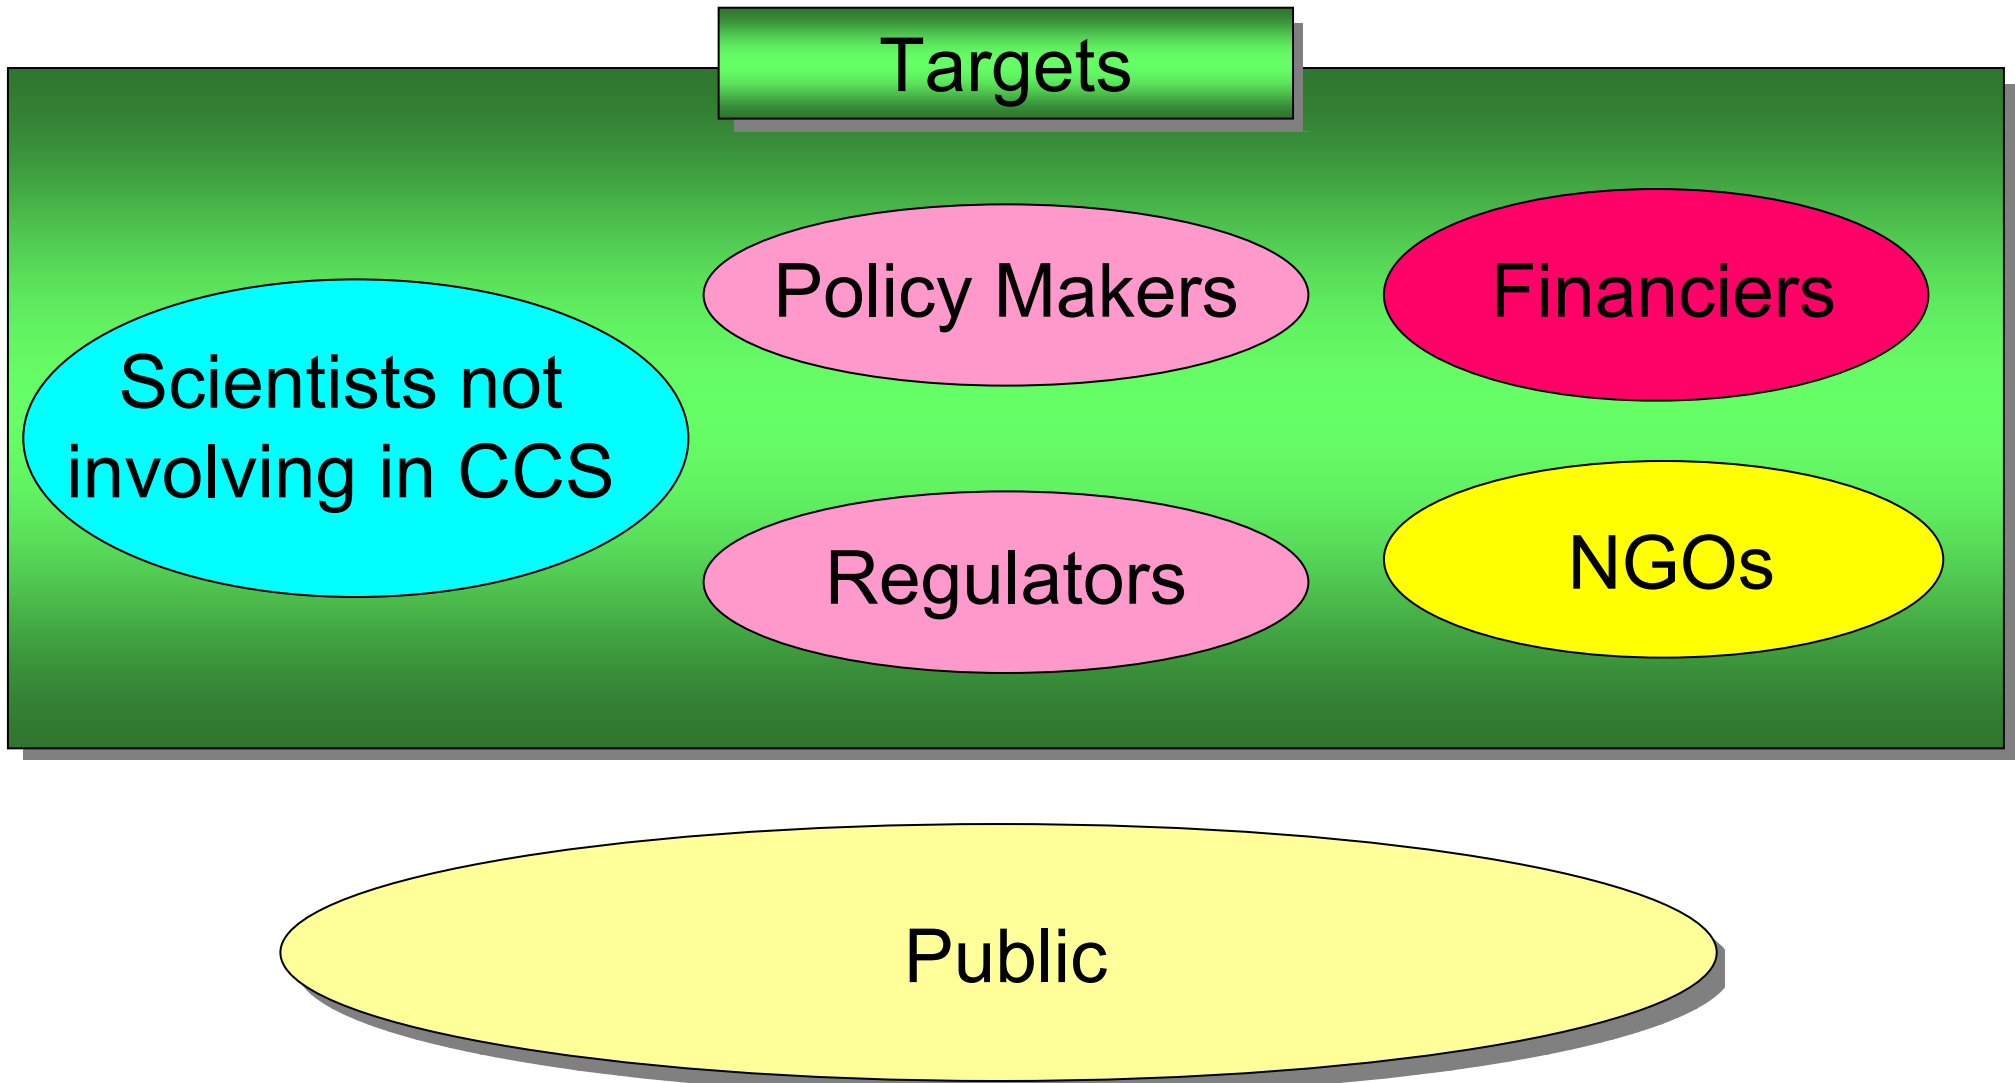 Targets
Policy Makers
Financiers
Scientists not
involving in CCS
Regulators
NGOs
Public